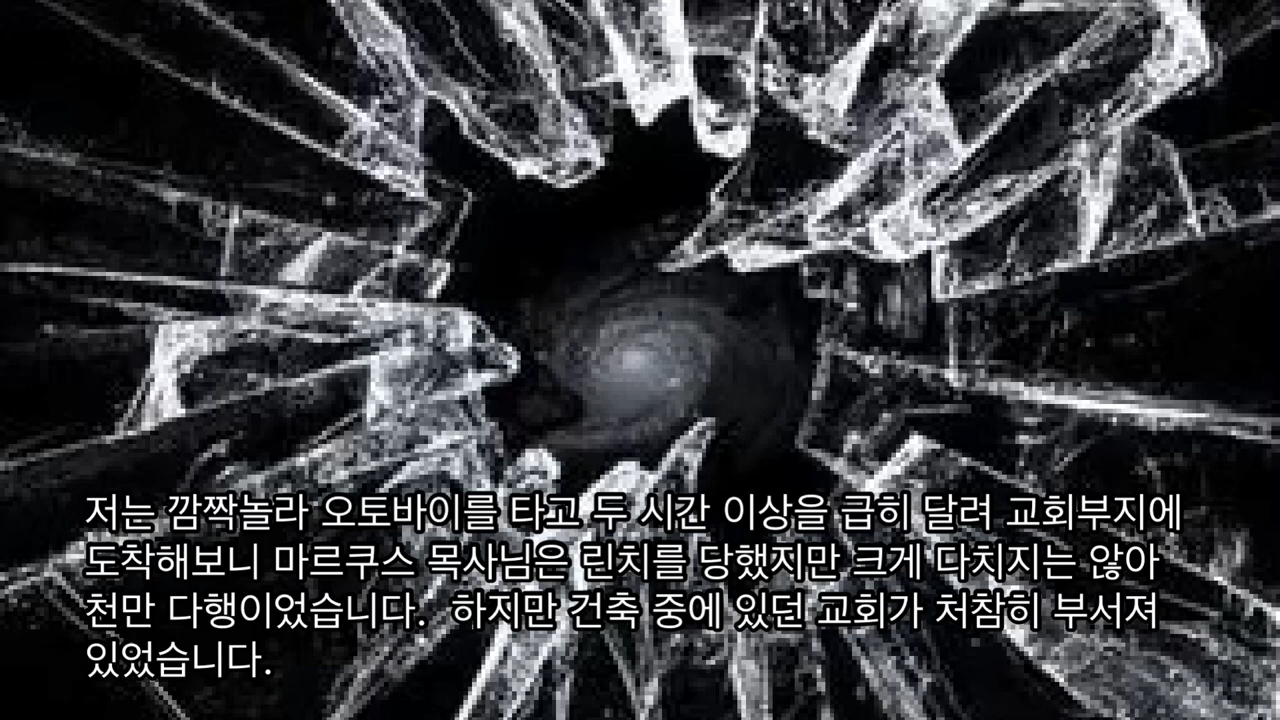 저는 깜짝놀라 오토바이를 타고 두 시간 이상을 급히 달려 교회부지에
도착해보니 마르쿠스 목사님은 린치를 당했지만 크게 다치지는 않아
천만 다행이었습니다.  하지만 건축 중에 있던 교회가 처참히 부서져
있었습니다.